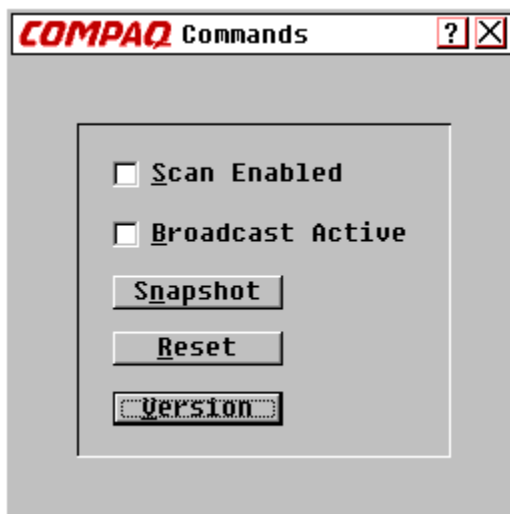 COMPAQ Commands ? X
Scan Enabled
Broadcast Active
Snapshot
Reset
Version